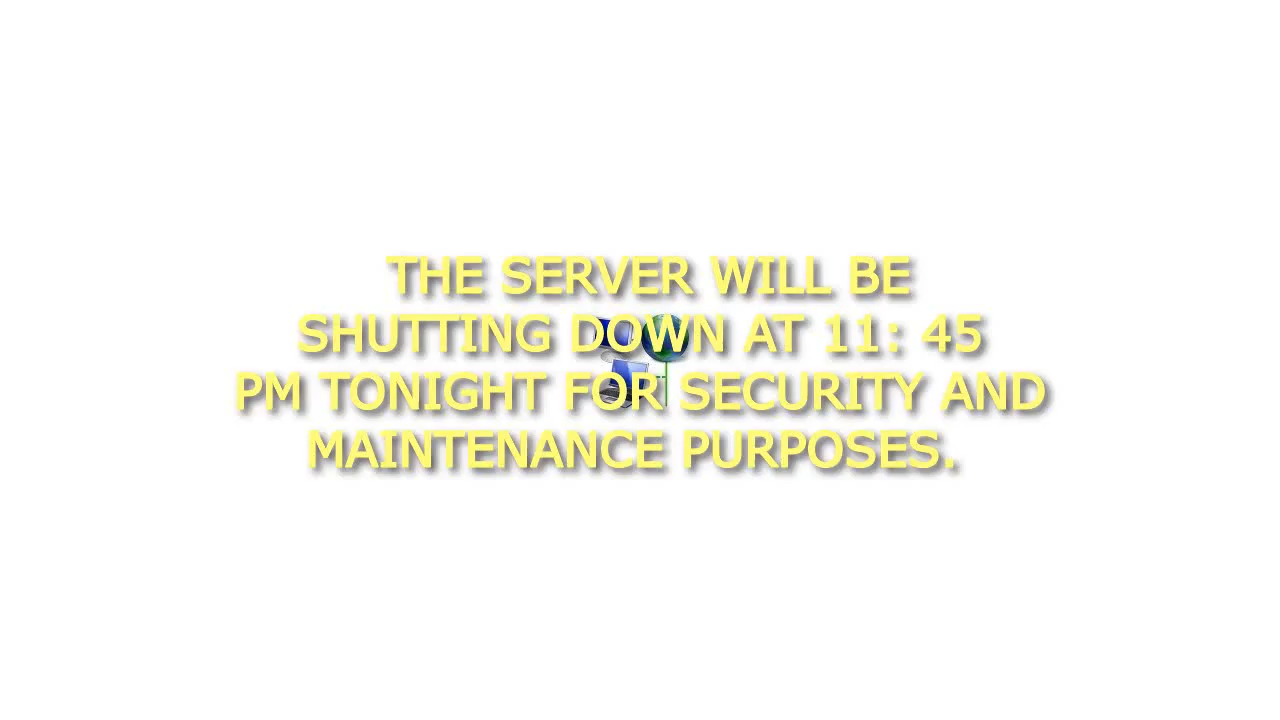 THE SERVER WILL BE
SHUTTING DOWN AT 11: 45
PM TONIGHT FOR SECURITY AND
MAINTENANCE PURPOSES.